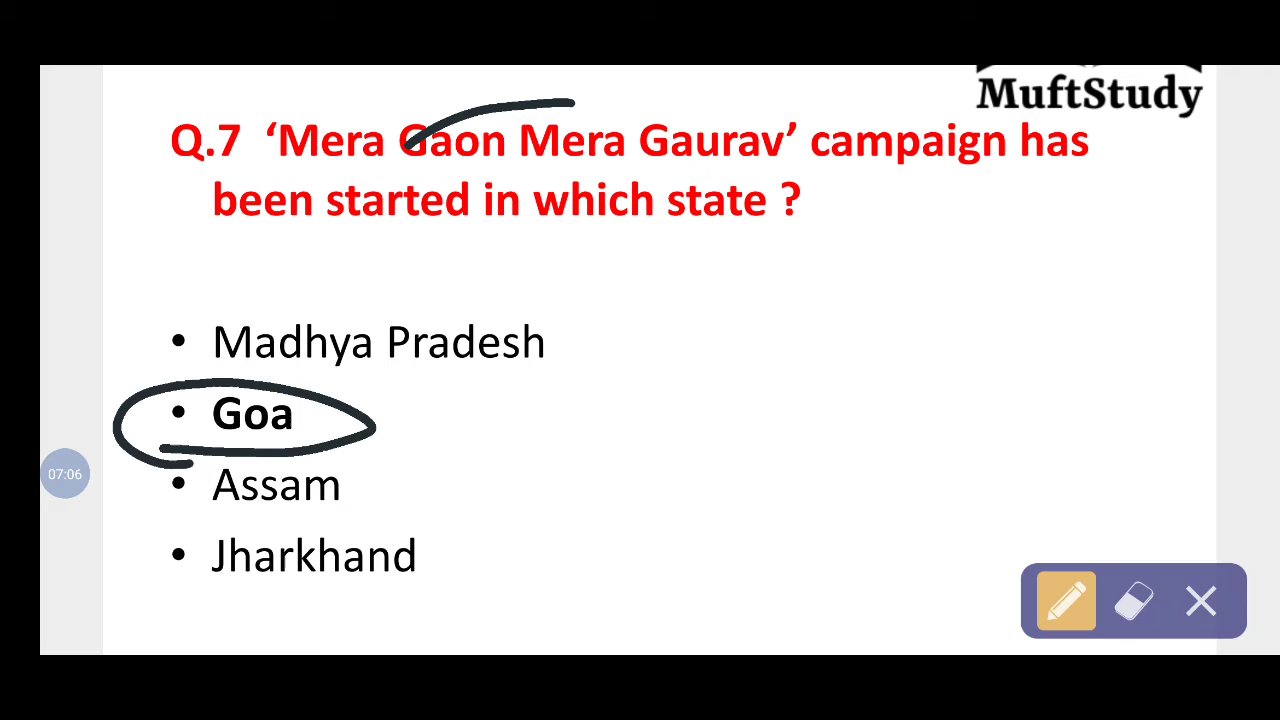 MuftStudy
Q.7 ‘Mera Gaon Mera Gaurav’ campaign has
been started in which state ?
• Madhya Pradesh
• Goa
• Assam
• Jharkhand
07:06